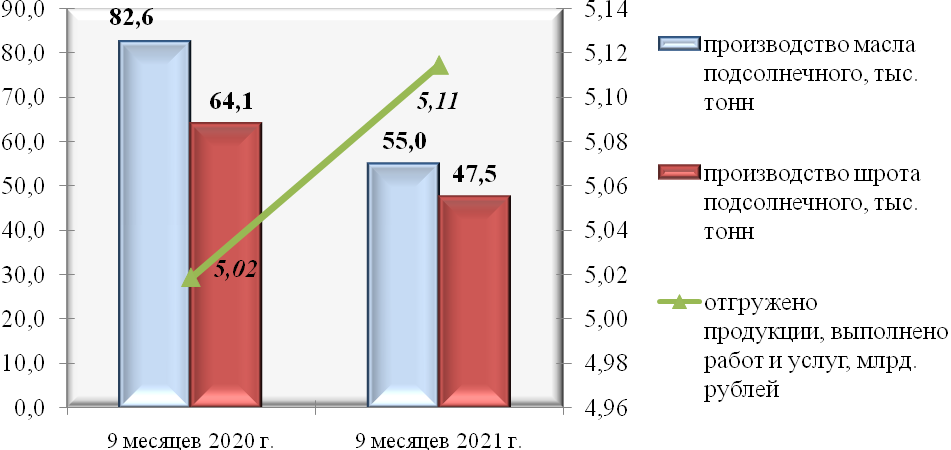 90,0
80,0
70,0
60,0
50,0
40,0
30,0
20,0
10,0
0,0
82,6
64,1
55,0
47,5
5,02
5,11
5,14
5,12
5,10
5,08
5,06
5,04
5,02
5,00
4,98
4,96
9 месяцев 2020 г.
9 месяцев 2021 г.
производство масла
подсолнечного, тыс.
тонн
производство шрота
подсолнечного, тыс.
тонн
отгружено
продукции, выполнено
работ и услуг, млрд.
рублей